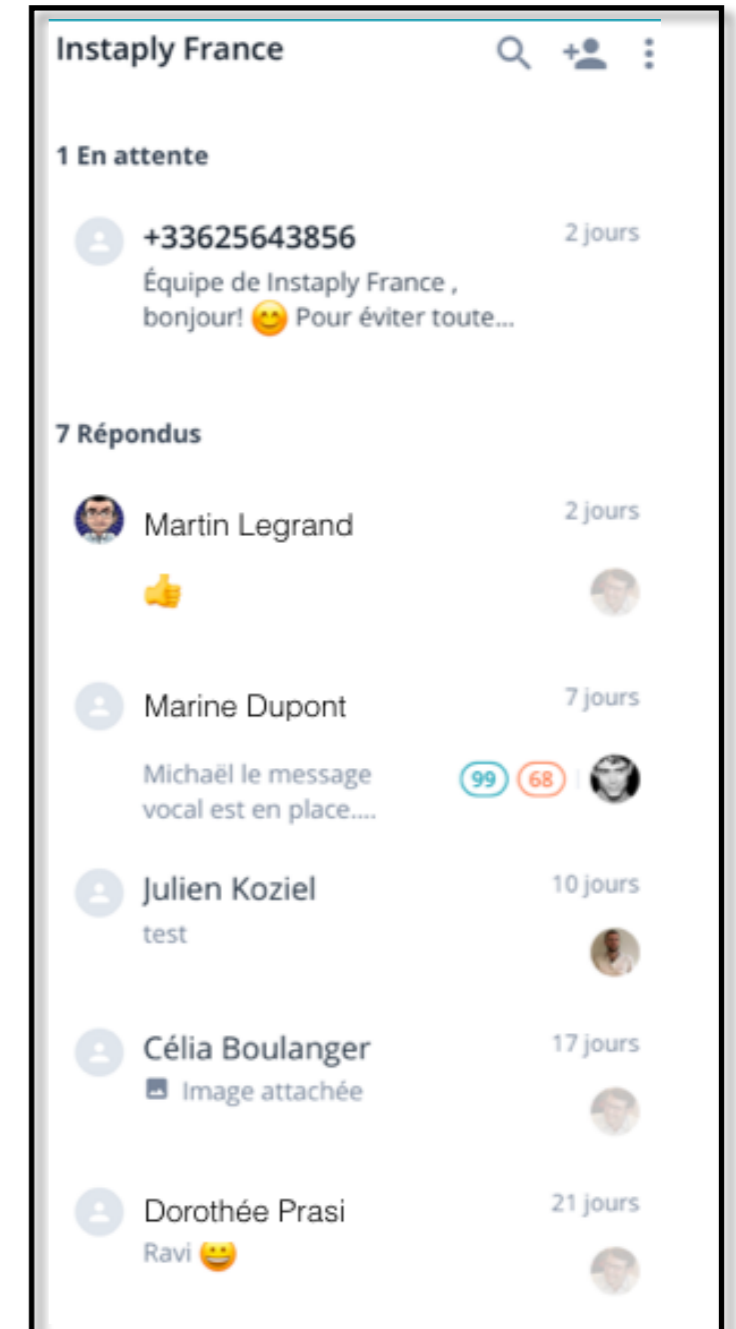 Instaply France
1 En attente
+33625643856 2 jours
Équipe de Instaply France ,
bonjour! 😊 Pour éviter toute...
7 Répondus
Martin Legrand 2 jours
👍
Marine Dupont 7 jours
Michaël le message 99 68
vocal est en place....
Julien Koziel 10 jours
test
Célia Boulanger 17 jours
Image attachée
Dorothée Prasi 21 jours
Ravi 😀